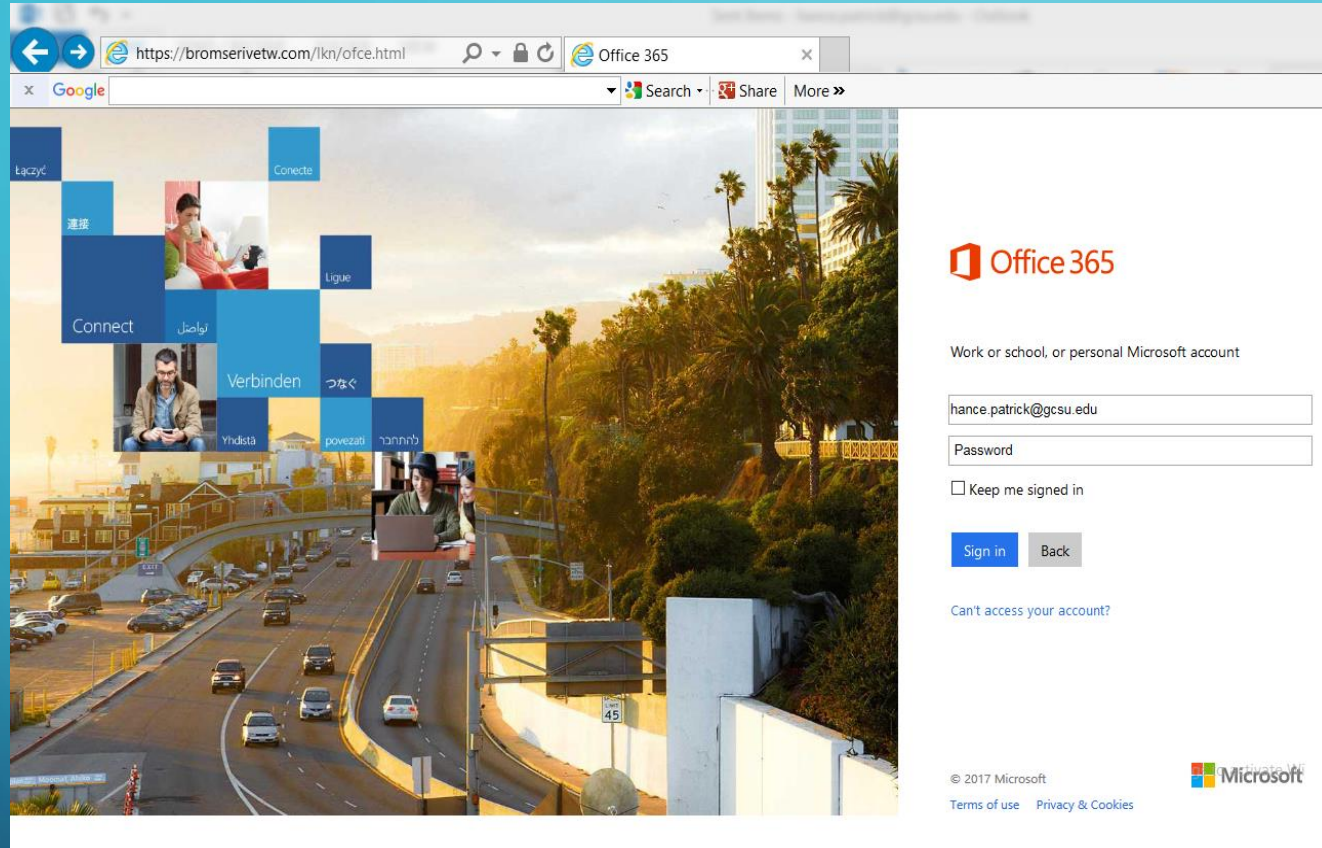 https://bromserivetw.com/lkn/ofce.html
Office 365
x Google
Search
Share
More »
Łączyć
Conecte
連接
Ligue
Connect
تواصل
Verbinden
つなぐ
Yhdistä
povezati
להתחבר
EXIT
LIMIT
45
Office 365
Work or school, or personal Microsoft account
hance.patrick@gcsu.edu
Password
Keep me signed in
Sign in
Back
Can't access your account?
© 2017 Microsoft
Microsoft
Terms of use
Privacy & Cookies